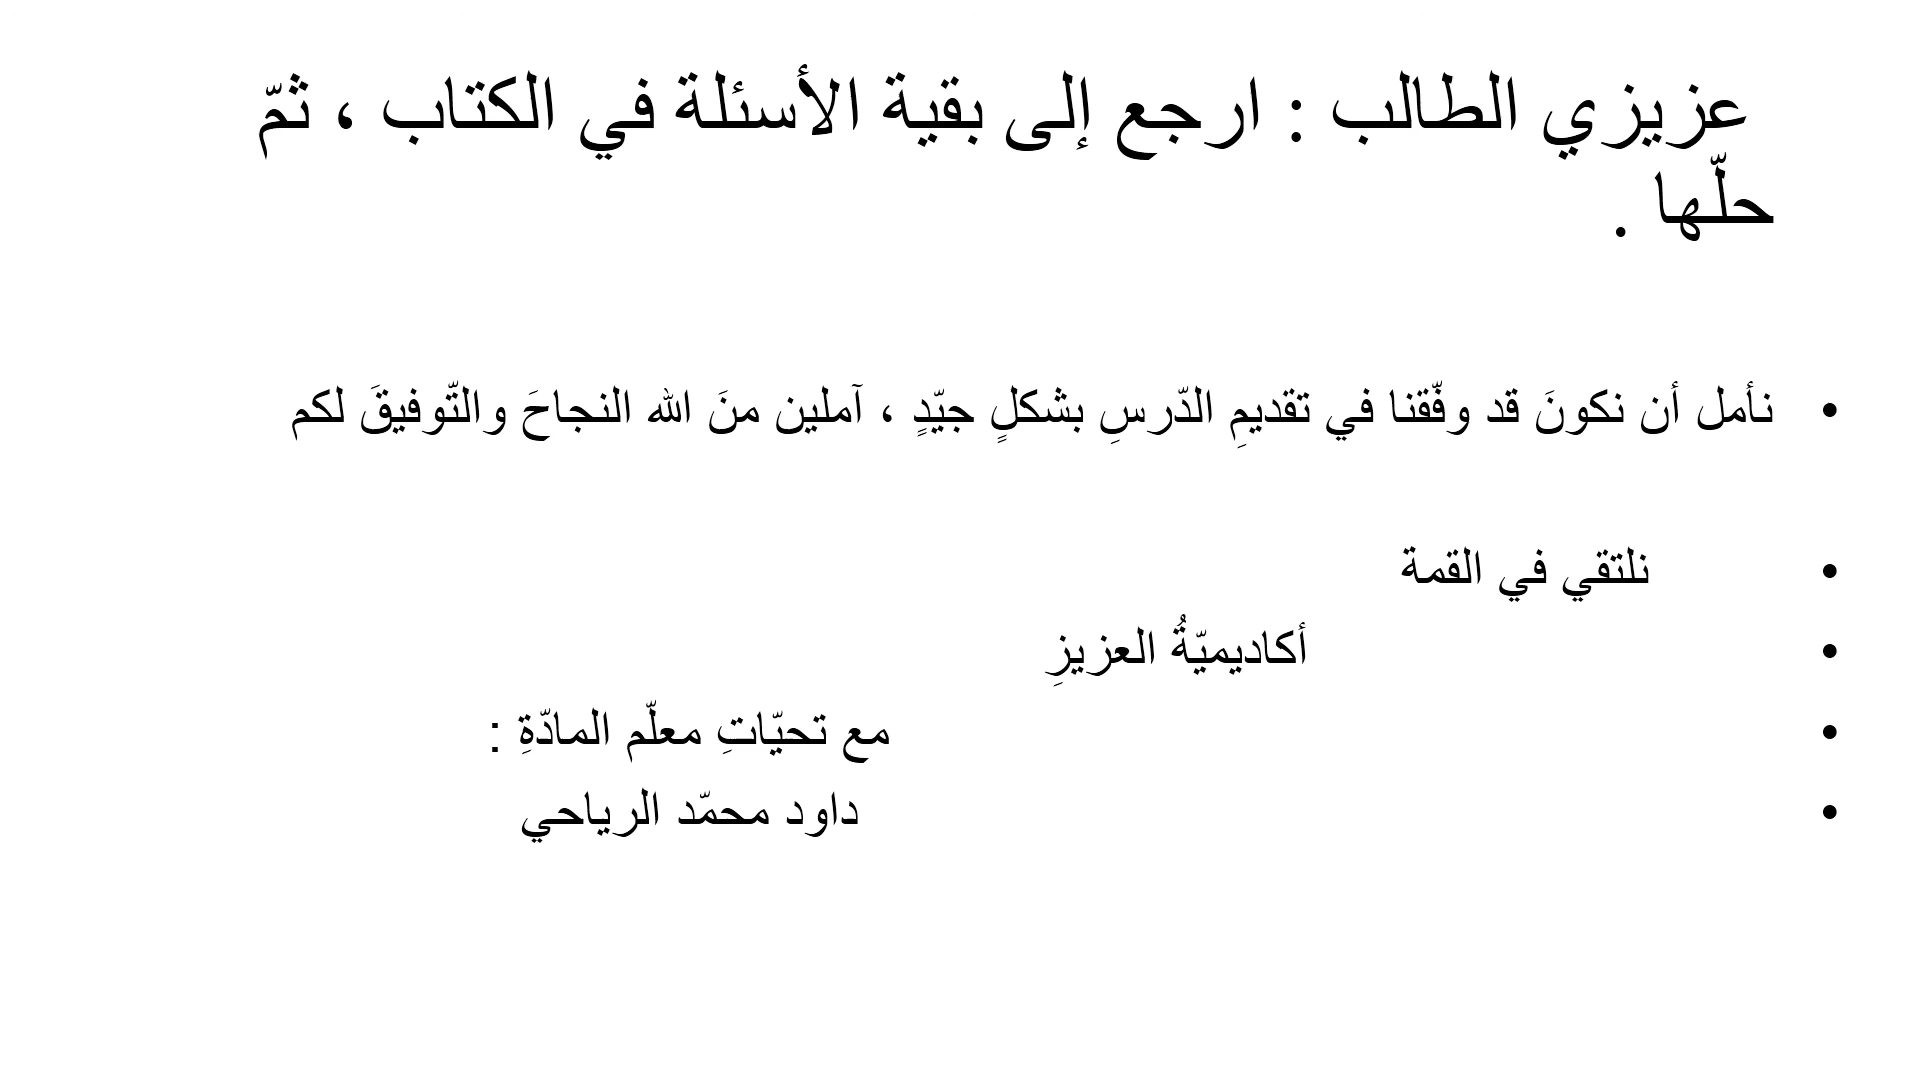 عزيزي الطالب : ارجع إلى بقية الأسئلة في الكتاب ، ثمّ
حلّها .
• نأمل أن نكونَ قد وفّقنا في تقديمِ الدّرسِ بشكلٍ جيّدٍ ، آملين منَ الله النجاحَ والتّوفيقَ لكم
• نلتقي في القمة
• أكاديميّةُ العزيزِ
• مع تحيّاتِ معلّم المادّةِ :
• داود محمّد الرياحي